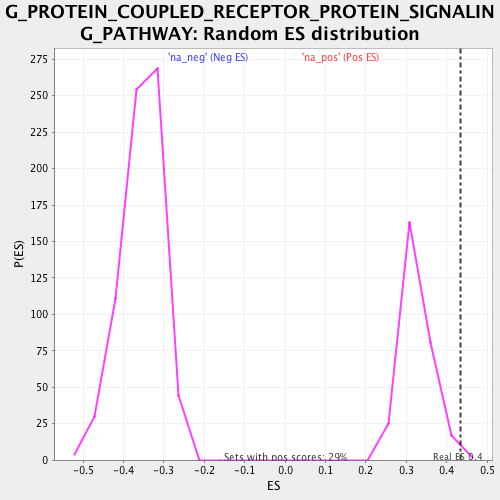 G_PROTEIN_COUPLED_RECEPTOR_PROTEIN_SIGNALIN
G_PATHWAY: Random ES distribution
'na_neg' (Neg ES) 'na_pos' (Pos ES)
275
250
225
200
175
150
125
100
75
50
25
0
P(ES)
Sets with pos scores: 29%
Real ES 0.4
-0.5 -0.4 -0.3 -0.2 -0.1 0.0 0.1 0.2 0.3 0.4 0.5
ES